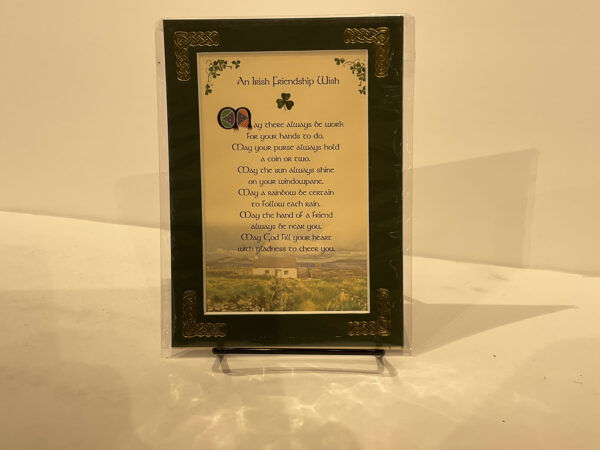 An Irish Friendship Wish
May there always be work
for your hands to do.
May your purse always hold
a coin or two.
May the sun always shine
on your windowpane.
May a rainbow be certain
to follow each rain.
May the hand of a friend
always be near you.
May God fill your heart
with gladness to cheer you.